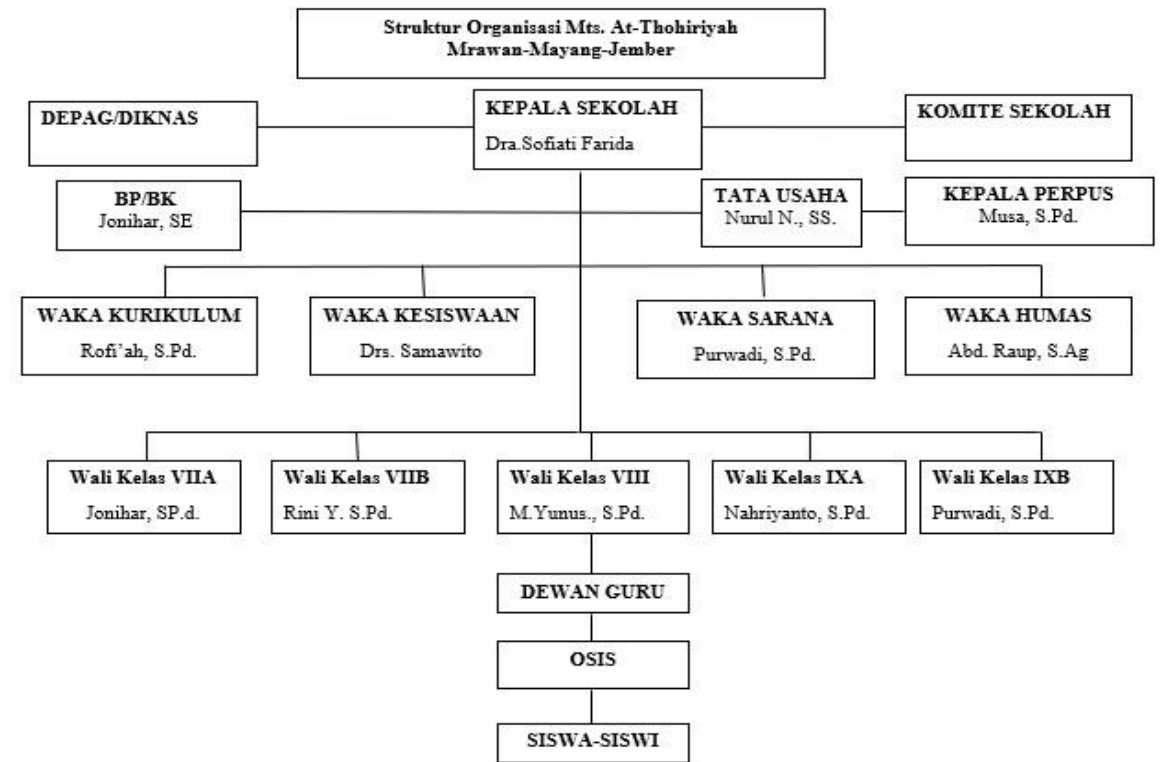 Struktur Organisasi Mts. At-Thohiriyah
Mrawan-Mayang-Jember
DEPAG/DIKNAS
KEPALA SEKOLAH
Dra.Sofiati Farida
KOMITE SEKOLAH
BP/BK
Jonihar, SE
TATA USAHA
Nurul N., SS.
KEPALA PERPUS
Musa, S.Pd.
WAKA KURIKULUM
Rofi’ah, S.Pd.
WAKA KESISWAAN
Drs. Samawito
WAKA SARANA
Purwadi, S.Pd.
WAKA HUMAS
Abd. Raup, S.Ag
Wali Kelas VIIA
Jonihar, SP.d.
Wali Kelas VIIB
Rini Y. S.Pd.
Wali Kelas VIII
M.Yunus., S.Pd.
Wali Kelas IXA
Nahriyanto, S.Pd.
Wali Kelas IXB
Purwadi, S.Pd.
DEWAN GURU
OSIS
SISWA-SISWI